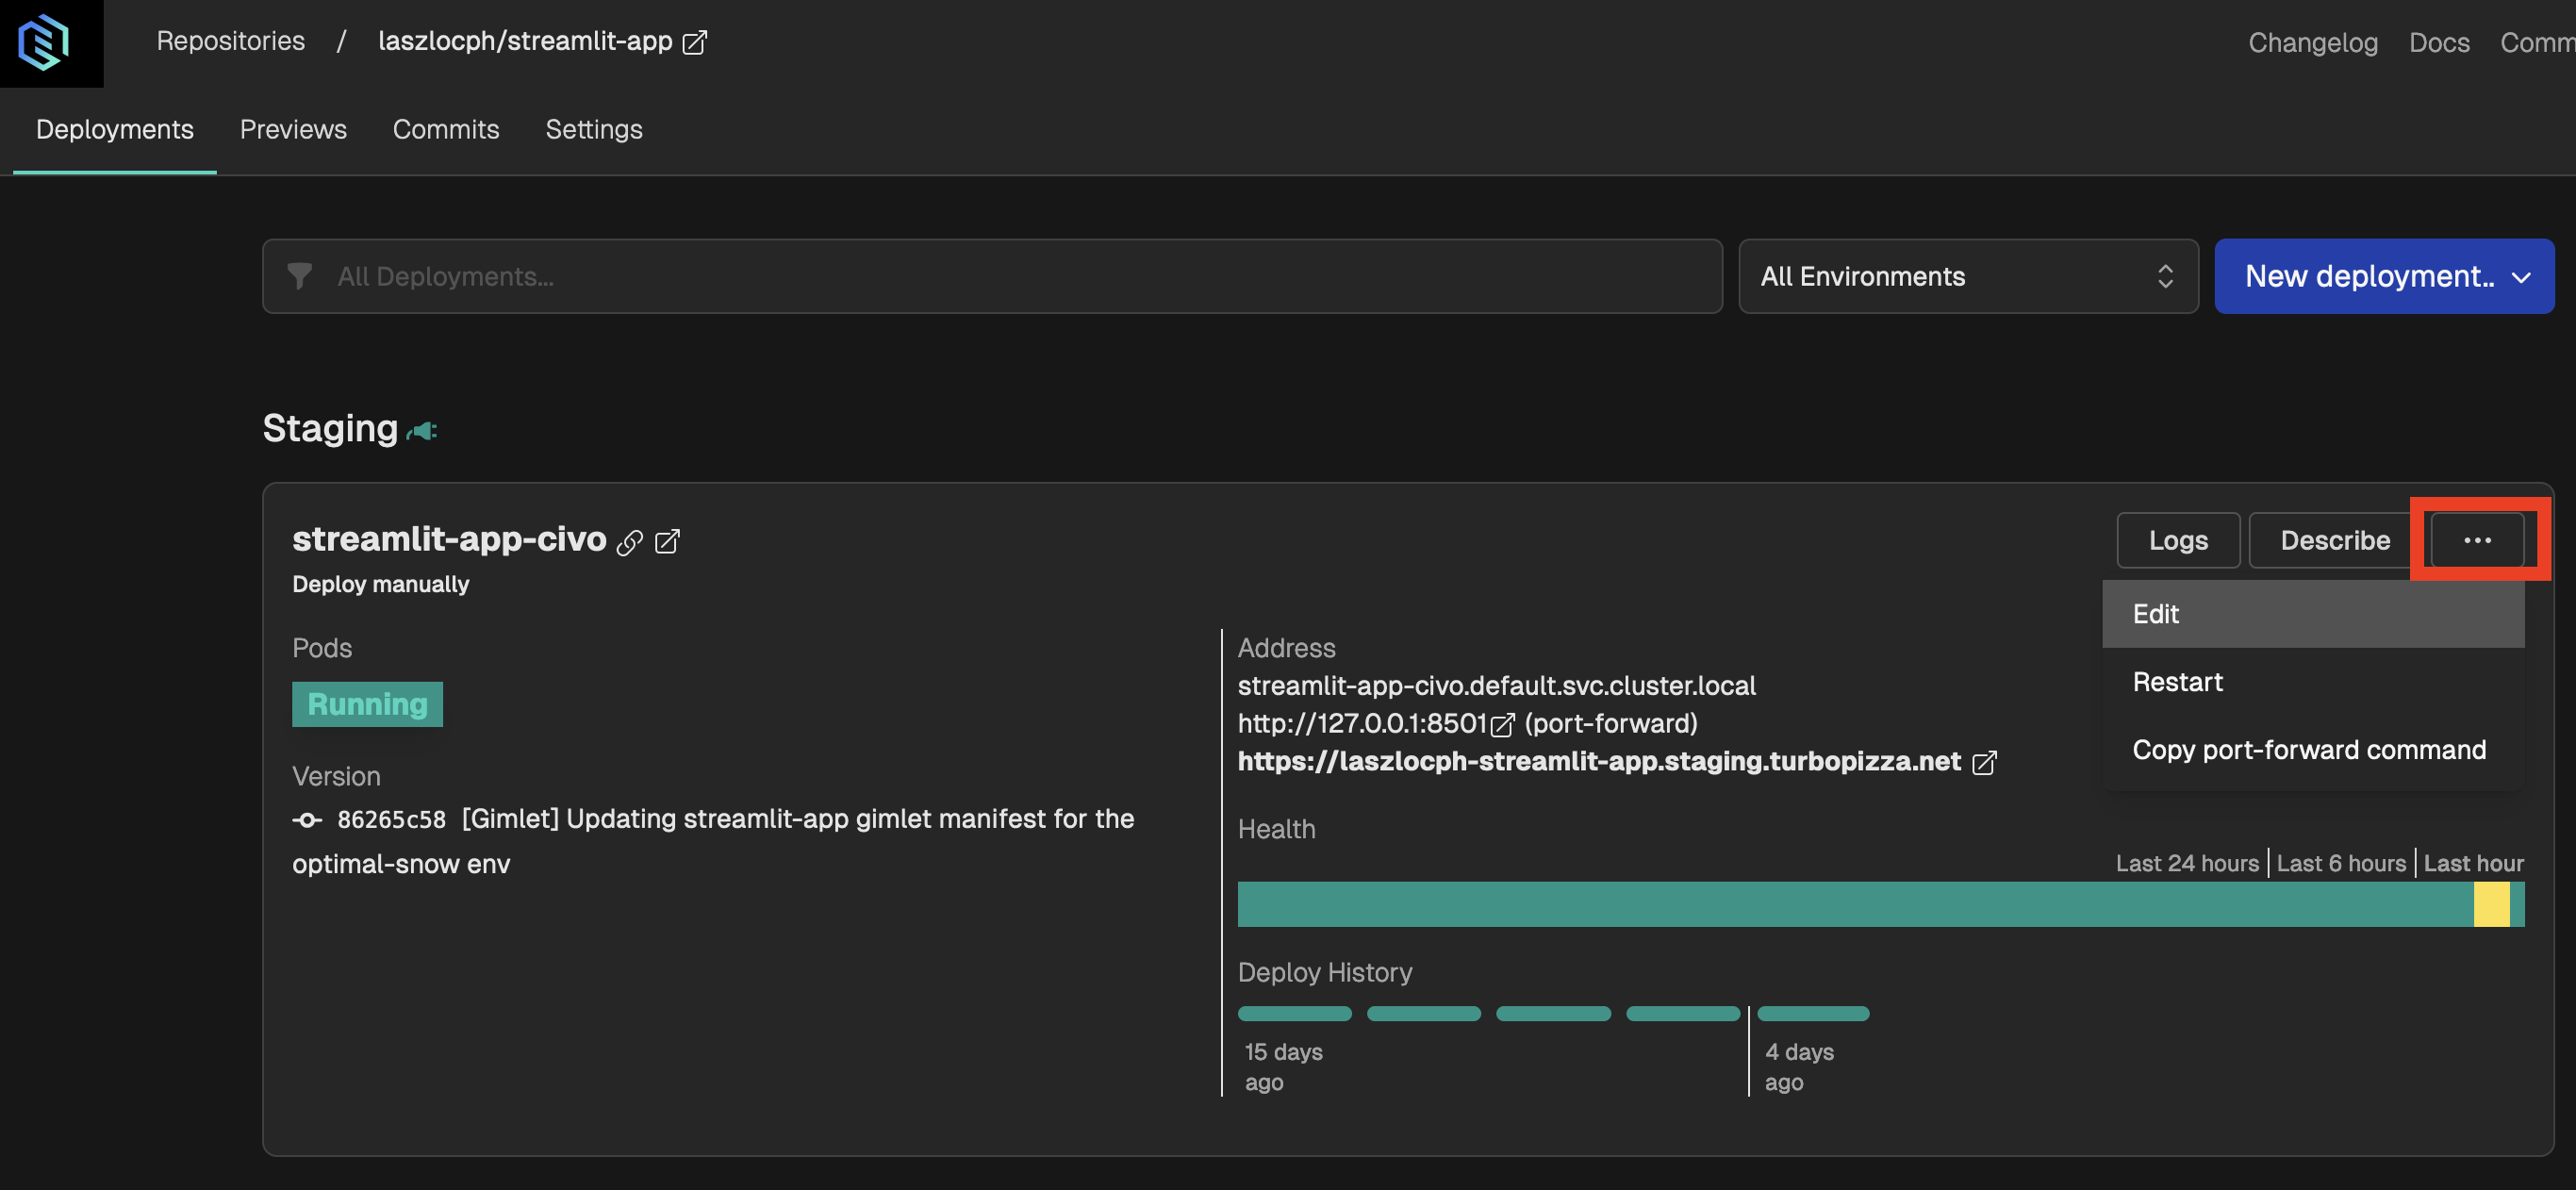 Repositories / laszlocph/streamlit-app
Changelog Docs Comm
Deployments Previews Commits Settings
All Deployments...
All Environments
New deployment..
Staging
streamlit-app-civo
Logs Describe ...
Deploy manually
Edit
Restart
Copy port-forward command
Pods
Running
Version
86265c58 [Gimlet] Updating streamlit-app gimlet manifest for the
optimal-snow env
Address
streamlit-app-civo.default.svc.cluster.local
http://127.0.0.1:8501 (port-forward)
https://laszlocph-streamlit-app.staging.turbopizza.net
Health
Last 24 hours Last 6 hours Last hour
Deploy History
15 days
ago
4 days
ago